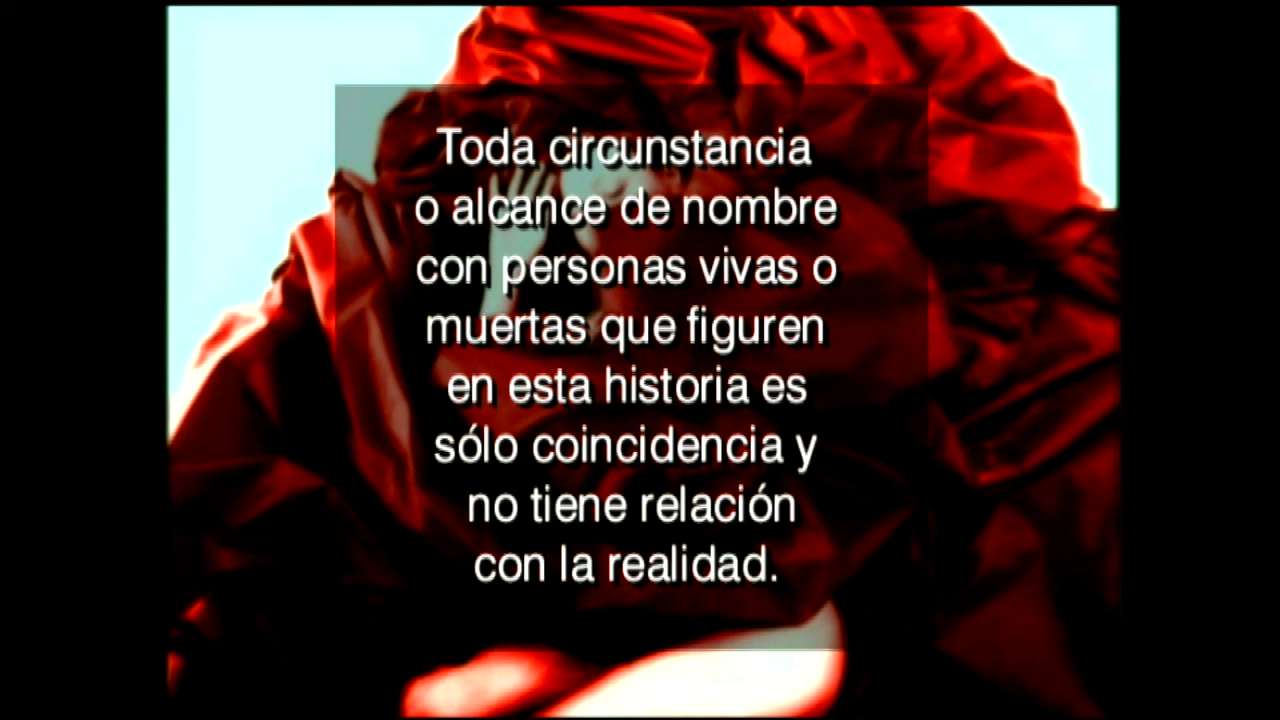 Toda circunstancia
o alcance de nombre
con personas vivas o
muertas que figuren
en esta historia es
sólo coincidencia y
no tiene relación
con la realidad.